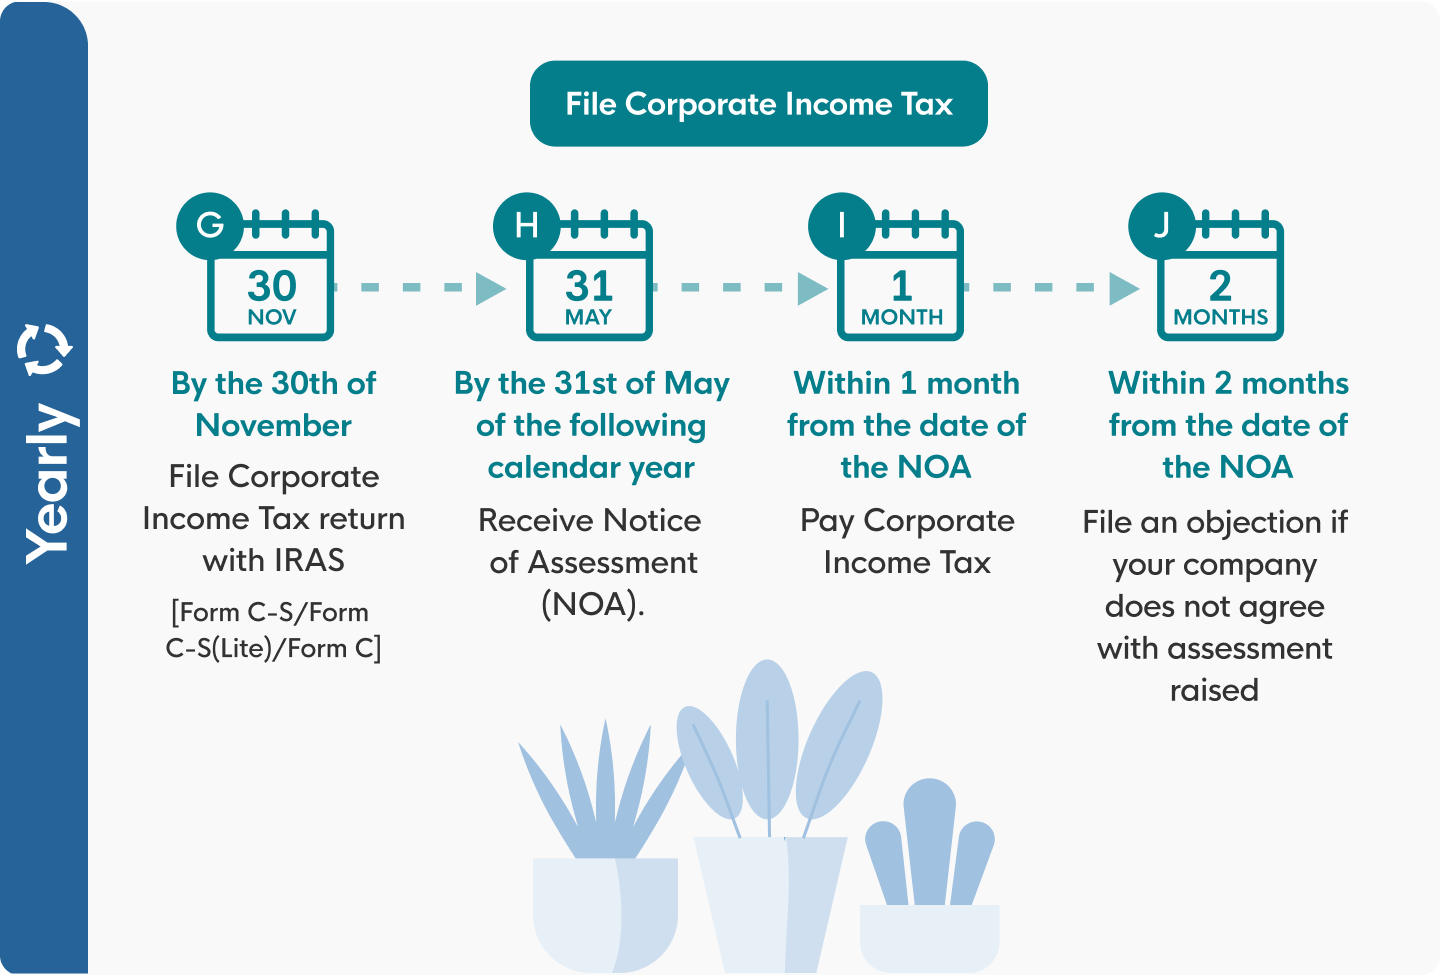 Yearly
File Corporate Income Tax
G
30
NOV
By the 30th of
November
File Corporate
Income Tax return
with IRAS
[Form C-S/Form
C-S(Lite)/Form C]
H
31
MAY
By the 31st of May
of the following
calendar year
Receive Notice
of Assessment
(NOA).
I
1
MONTH
Within 1 month
from the date of
the NOA
Pay Corporate
Income Tax
J
2
MONTHS
Within 2 months
from the date of
the NOA
File an objection if
your company
does not agree
with assessment
raised